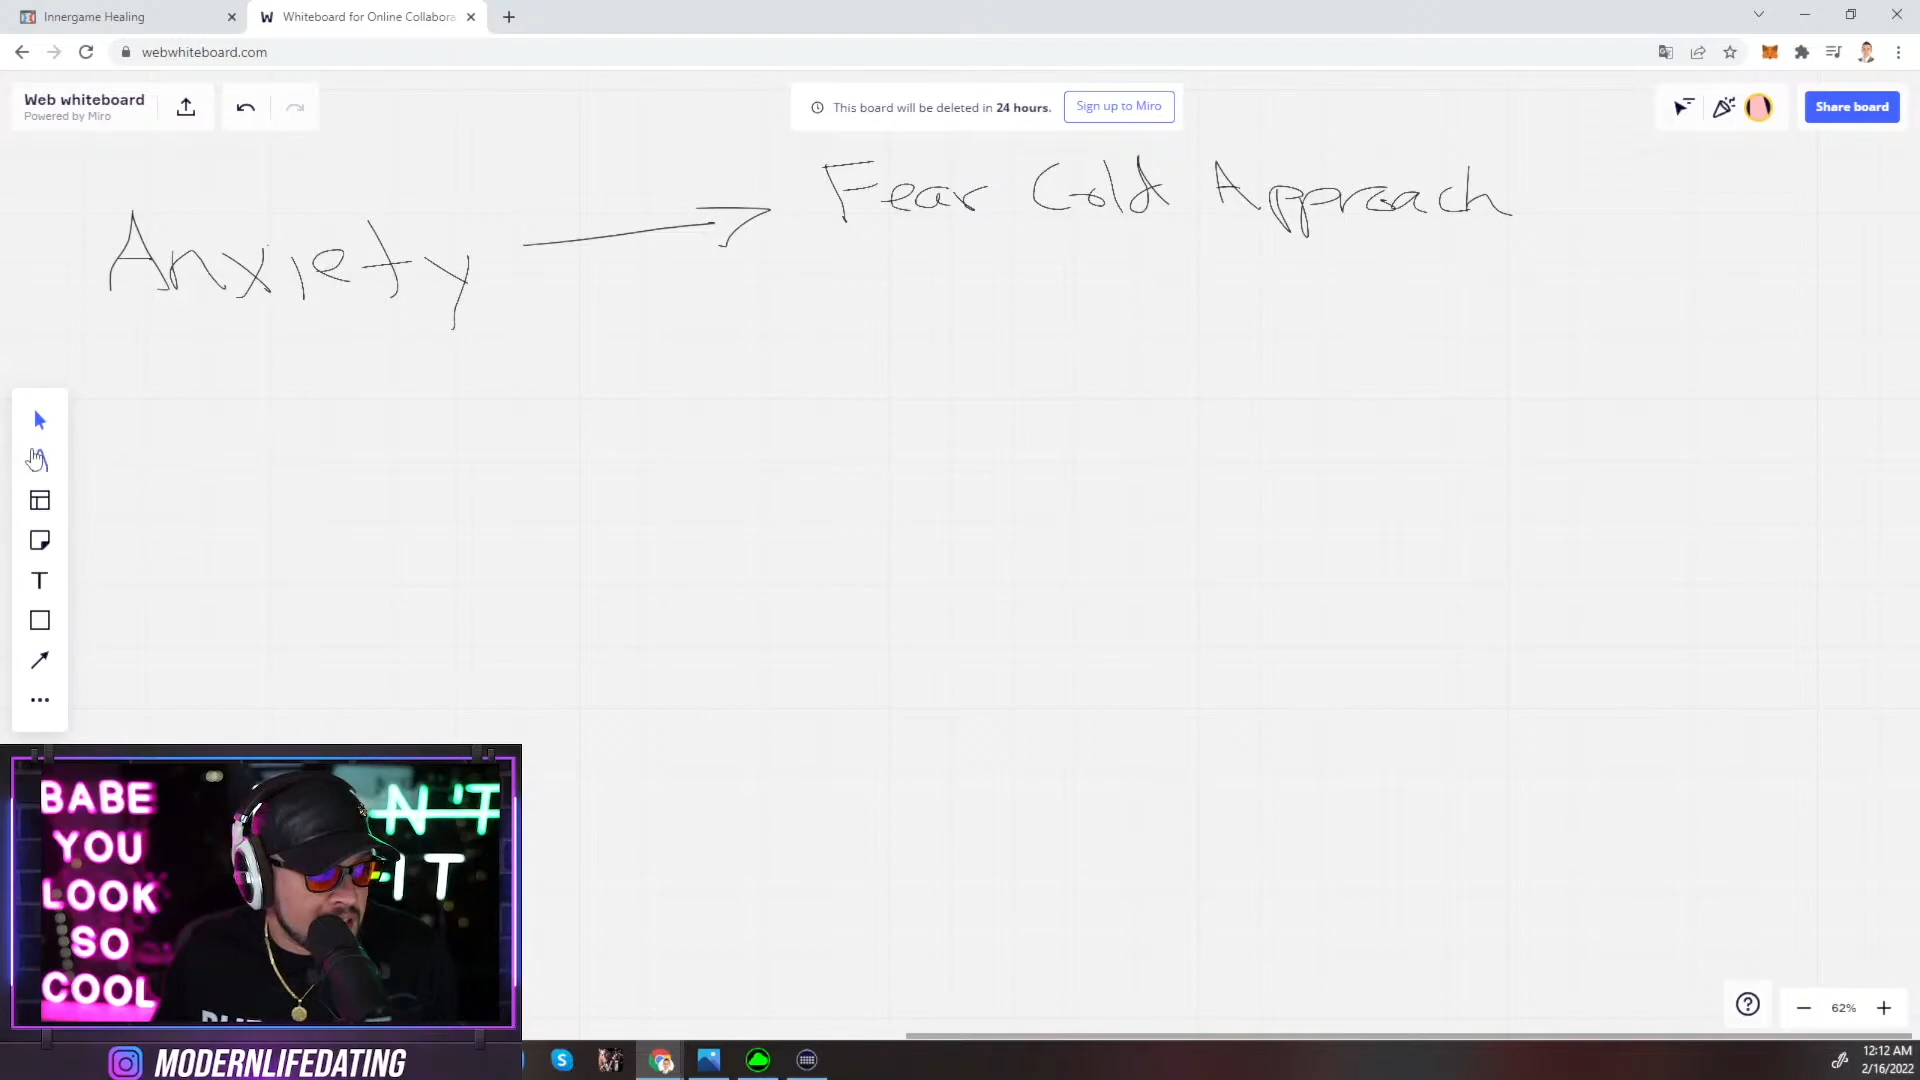 Innergame Healing
Whiteboard for Online Collabora
webwhiteboard.com
Web whiteboard
Powered by Miro
This board will be deleted in 24 hours.
Sign up to Miro
Share board
Anxiety
Fear Cold Approach
BABE
YOU
LOOK
SO
COOL
N'T
IT
MODERNLIFEDATING
62%
12:12 AM
2/16/2022